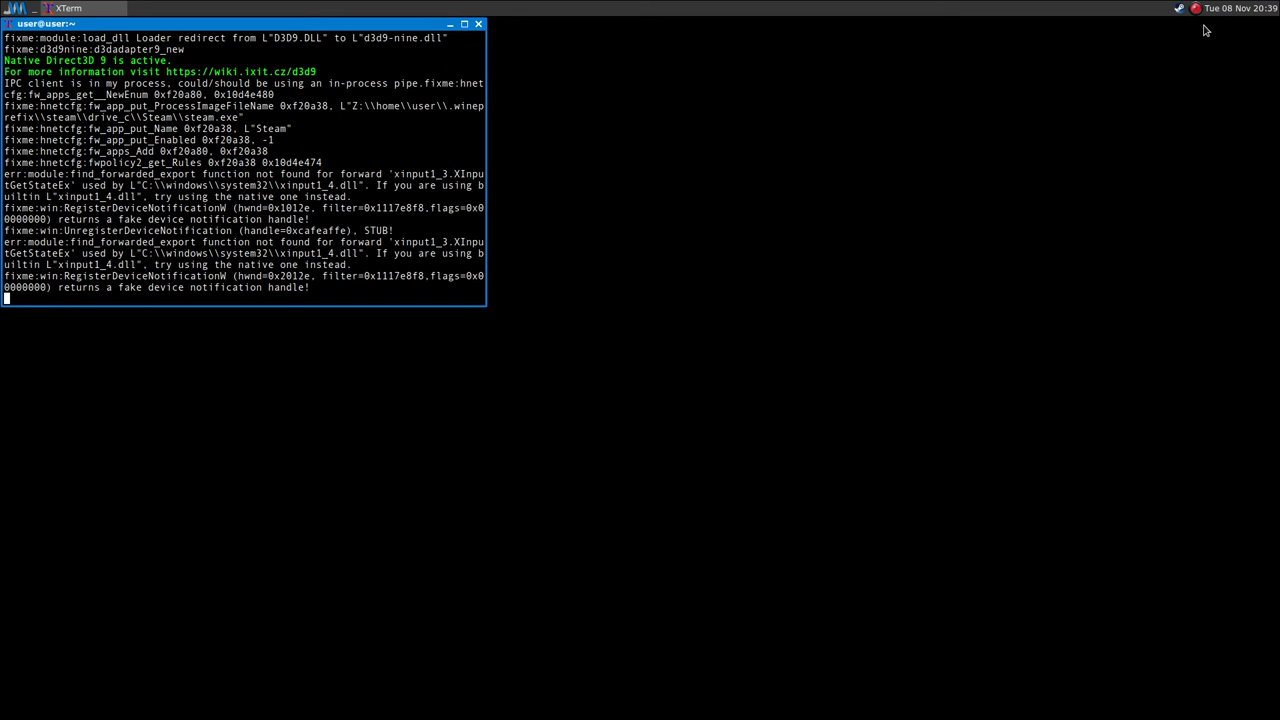 XTerm
Tue 08 Nov 20:39
user@user:~
fixme:module:load_dll Loader redirect from L"D3D9.DLL" to L"d3d9-nine.dll"
fixme:d3d9nine:d3dadapter9_new
Native Direct3D 9 is active.
For more information visit https://wiki.ixit.cz/d3d9
IPC client is in my process, could/should be using an in-process pipe.fixme:hnet
cfg:fw_apps_get__NewEnum 0xf20a80, 0x10d4e480
fixme:hnetcfg:fw_app_put_ProcessImageFileName 0xf20a38, L"Z:\\home\\user\\.winep
refix\\steam\\drive_c\\Steam\\steam.exe"
fixme:hnetcfg:fw_app_put_Name 0xf20a38, L"Steam"
fixme:hnetcfg:fw_app_put_Enabled 0xf20a38, -1
fixme:hnetcfg:fw_apps_Add 0xf20a80, 0xf20a38
fixme:hnetcfg:fwpolicy2_get_Rules 0xf20a38 0x10d4e474
err:module:find_forwarded_export function not found for forward 'xinput1_3.XInpu
tGetStateEx' used by L"C:\\windows\\system32\\xinput1_4.dll". If you are using b
uiltin L"xinput1_4.dll", try using the native one instead.
fixme:win:RegisterDeviceNotificationW (hwnd=0x1012e, filter=0x1117e8f8.flags=0x0
0000000) returns a fake device notification handle!
fixme:win:UnregisterDeviceNotification (handle=0xcafeaffe), STUB!
err:module:find_forwarded_export function not found for forward 'xinput1_3.XInpu
tGetStateEx' used by L"C:\\windows\\system32\\xinput1_4.dll". If you are using b
uiltin L"xinput1_4.dll", try using the native one instead.
fixme:win:RegisterDeviceNotificationW (hwnd=0x2012e, filter=0x1117e8f8.flags=0x0
0000000) returns a fake device notification handle!